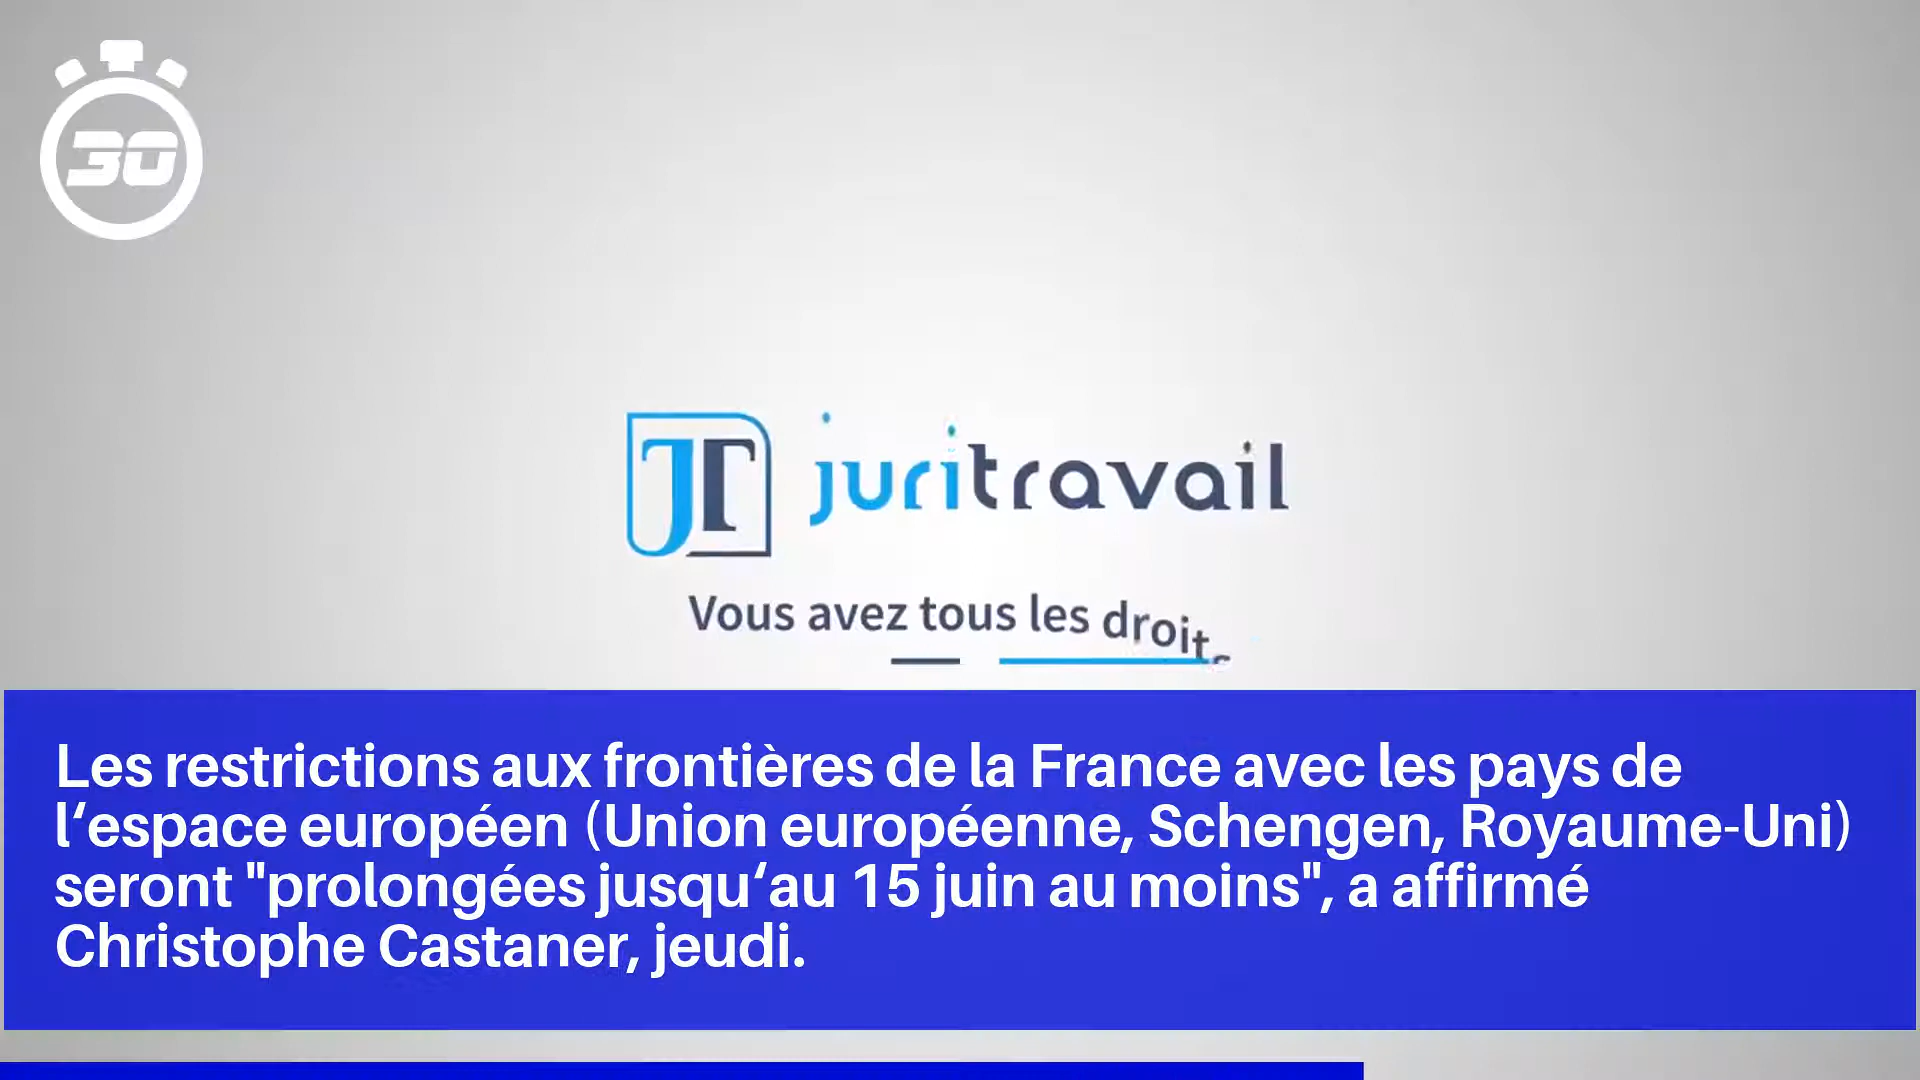 30
JT juritravail
Vous avez tous les droits
Les restrictions aux frontières de la France avec les pays de
l‘espace européen (Union européenne, Schengen, Royaume-Uni)
seront "prolongées jusqu‘au 15 juin au moins", a affirmé
Christophe Castaner, jeudi.